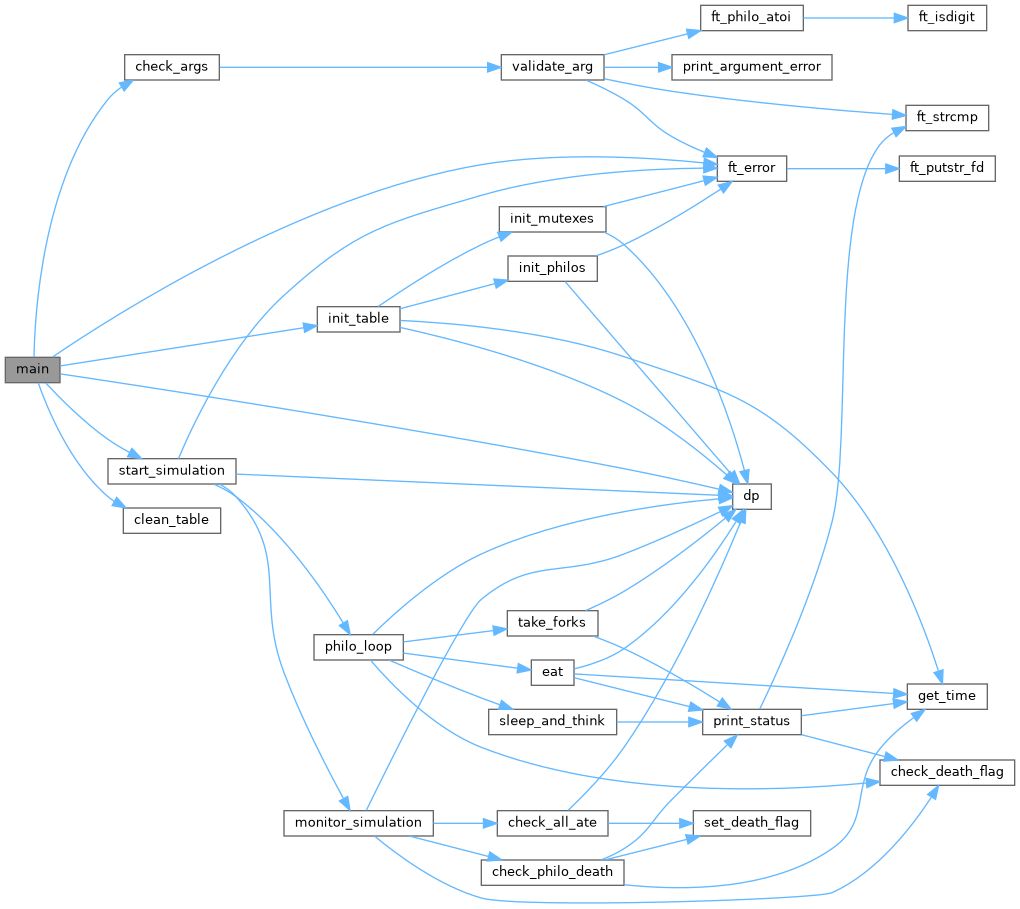 ft_philo_atoi
ft_isdigit
check_args
validate_arg
print_argument_error
ft_strcmp
ft_error
ft_putstr_fd
init_mutexes
init_philos
init_table
main
start_simulation
dp
clean_table
take_forks
philo_loop
eat
get_time
sleep_and_think
print_status
check_death_flag
monitor_simulation
check_all_ate
set_death_flag
check_philo_death